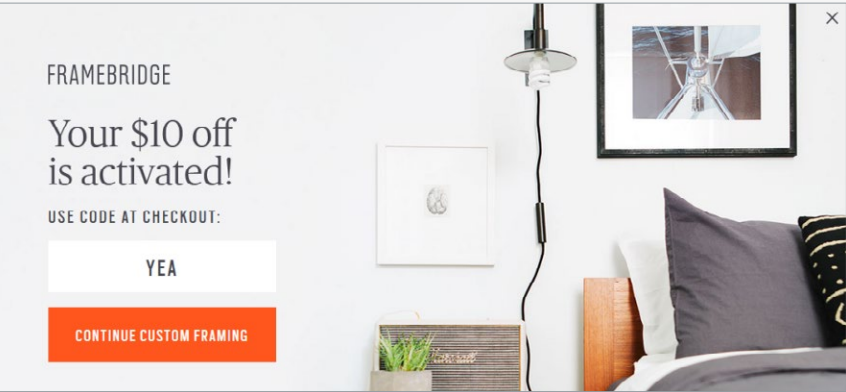 FRAMEBRIDGE
Your $10 off
is activated!
USE CODE AT CHECKOUT:
YEA
CONTINUE CUSTOM FRAMING